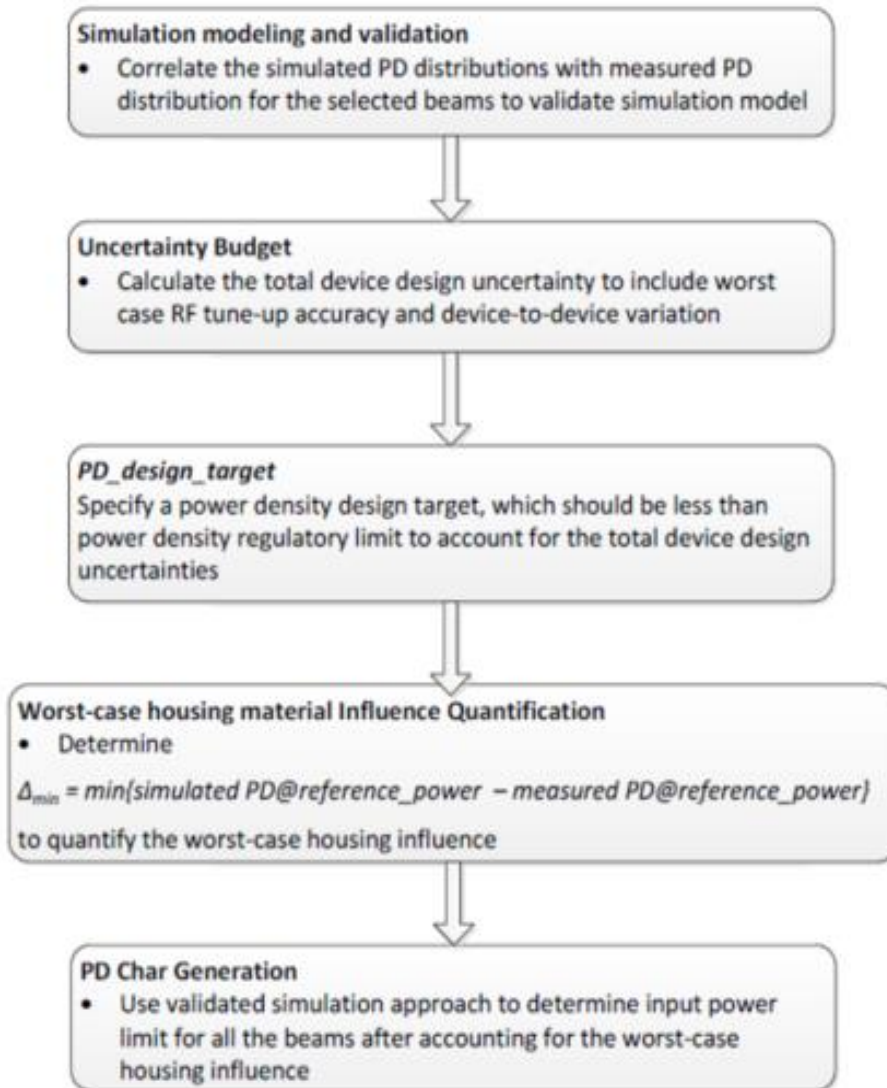 Simulation modeling and validation
• Correlate the simulated PD distributions with measured PD
distribution for the selected beams to validate simulation model
Uncertainty Budget
• Calculate the total device design uncertainty to include worst
case RF tune-up accuracy and device-to-device variation
PD_design_target
Specify a power density design target, which should be less than
power density regulatory limit to account for the total device design
uncertainties
Worst-case housing material Influence Quantification
• Determine
Δmin = min{simulated PD@reference_power – measured PD@reference_power}
to quantify the worst-case housing influence
PD Char Generation
• Use validated simulation approach to determine input power
limit for all the beams after accounting for the worst-case
housing influence